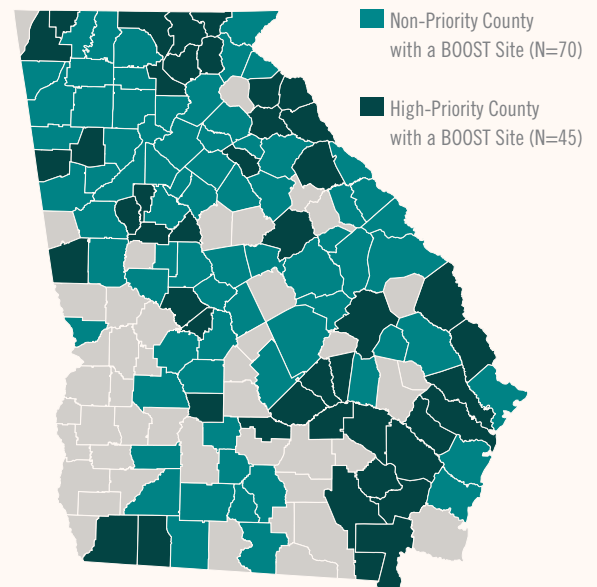 Non-Priority County
with a BOOST Site (N=70)
High-Priority County
with a BOOST Site (N=45)